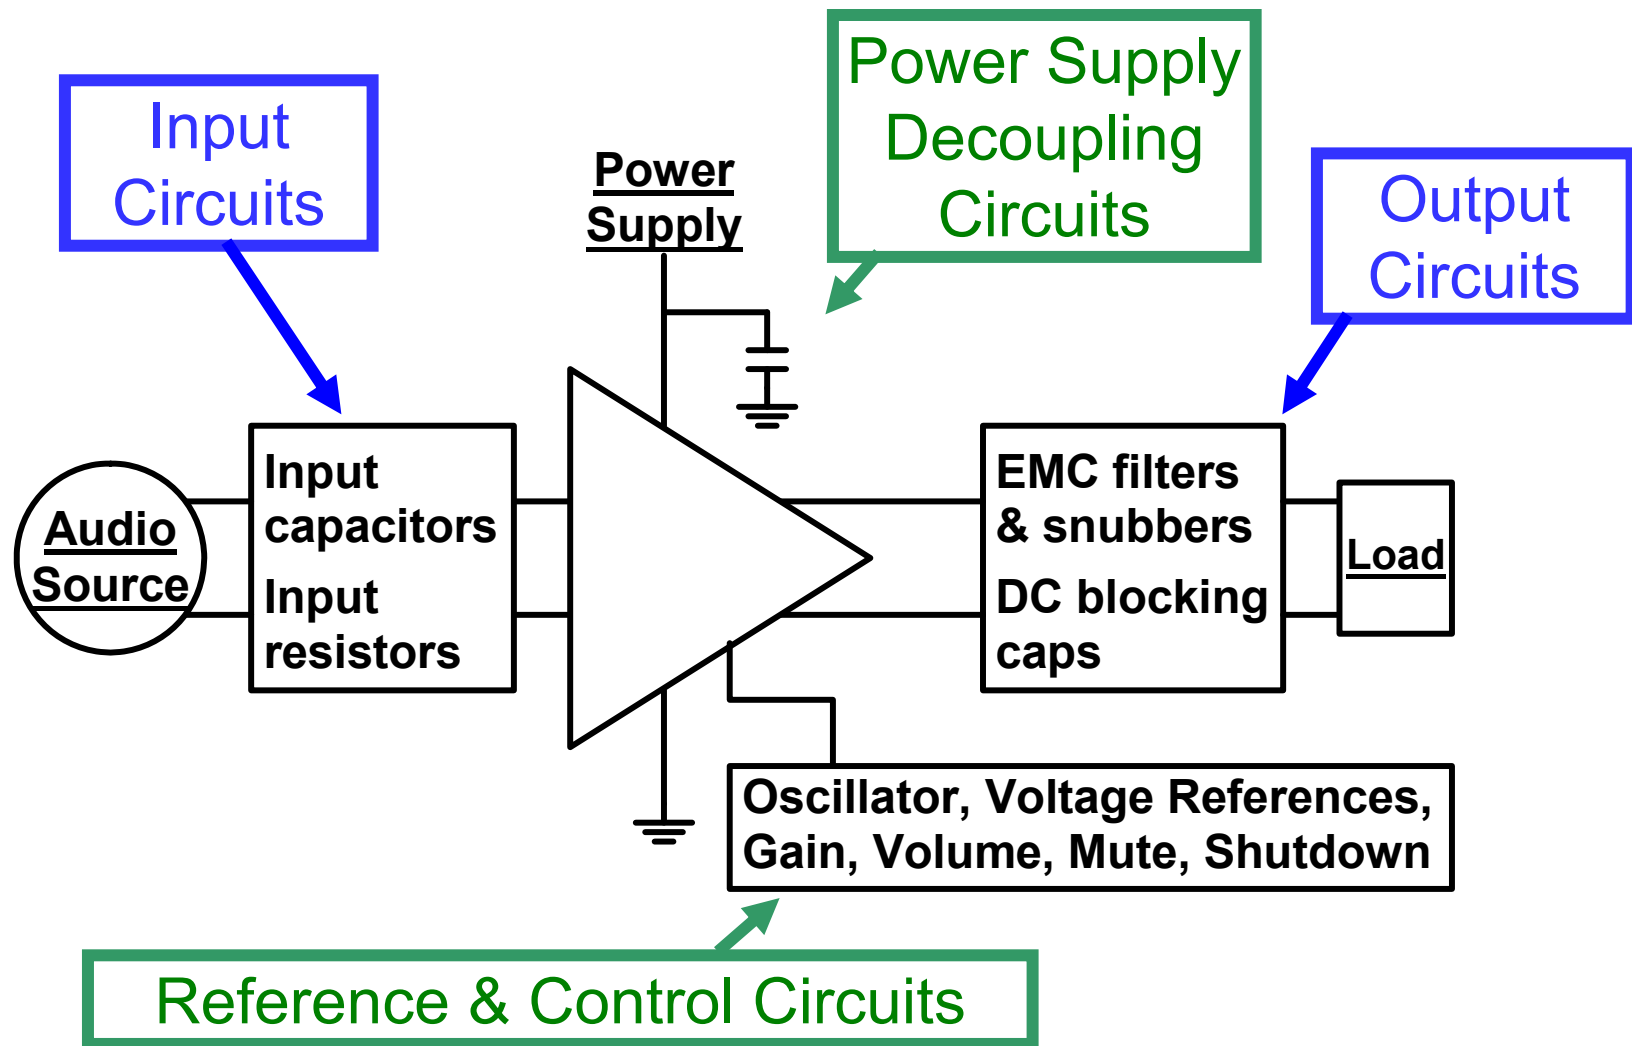 Power Supply
Decoupling
Circuits
Input
Circuits
Power
Supply
Output
Circuits
Audio
Source
Input
capacitors
Input
resistors
EMC filters
& snubbers
DC blocking
caps
Load
Oscillator, Voltage References,
Gain, Volume, Mute, Shutdown
Reference & Control Circuits